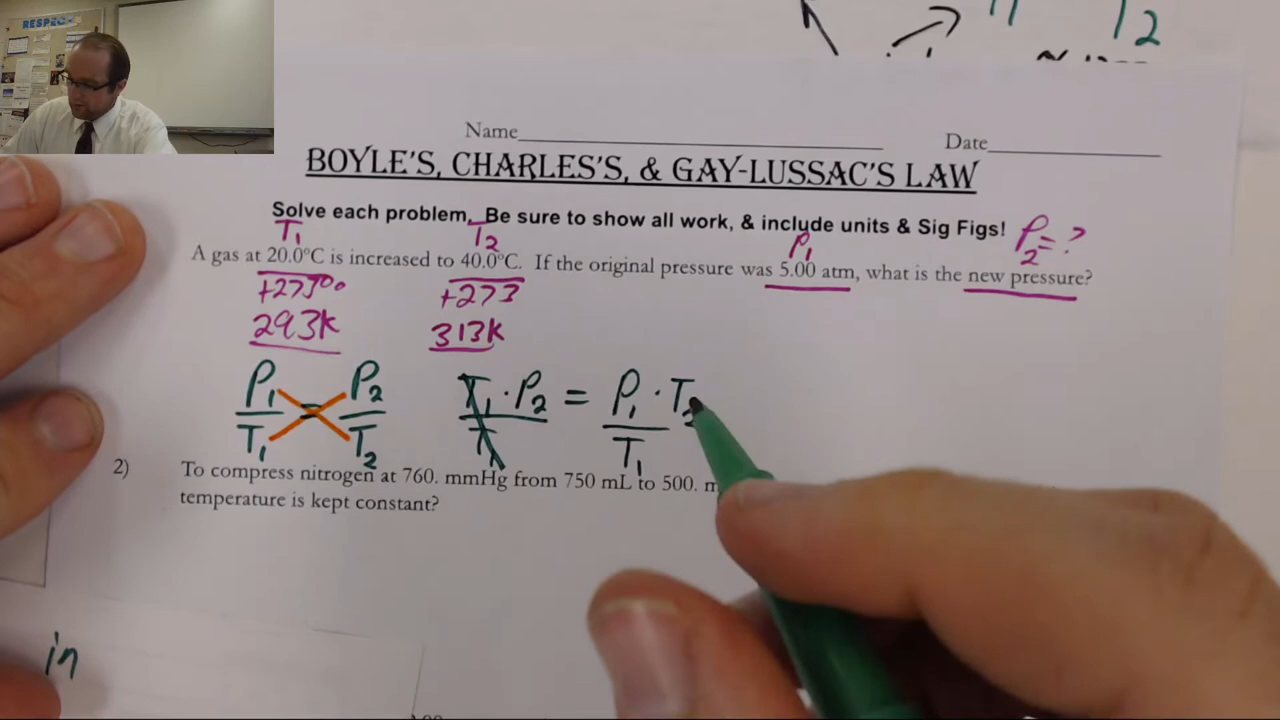 RESPEC
T2
Name Date
BOYLE'S, CHARLES'S, & GAY-LUSSAC'S LAW
Solve each problem, Be sure to show all work, & include units & Sig Figs!
T1 T2 P1 P2 = ?
A gas at 20.0°C is increased to 40.0°C. If the original pressure was 5.00 atm, what is the new pressure?
+273.00 +273
293K 313K
P1 = P2 T1 · P2 = P1 · T2
T1 T2 T1 T1
2) To compress nitrogen at 760. mmHg from 750 mL to 500. m
temperature is kept constant?
in